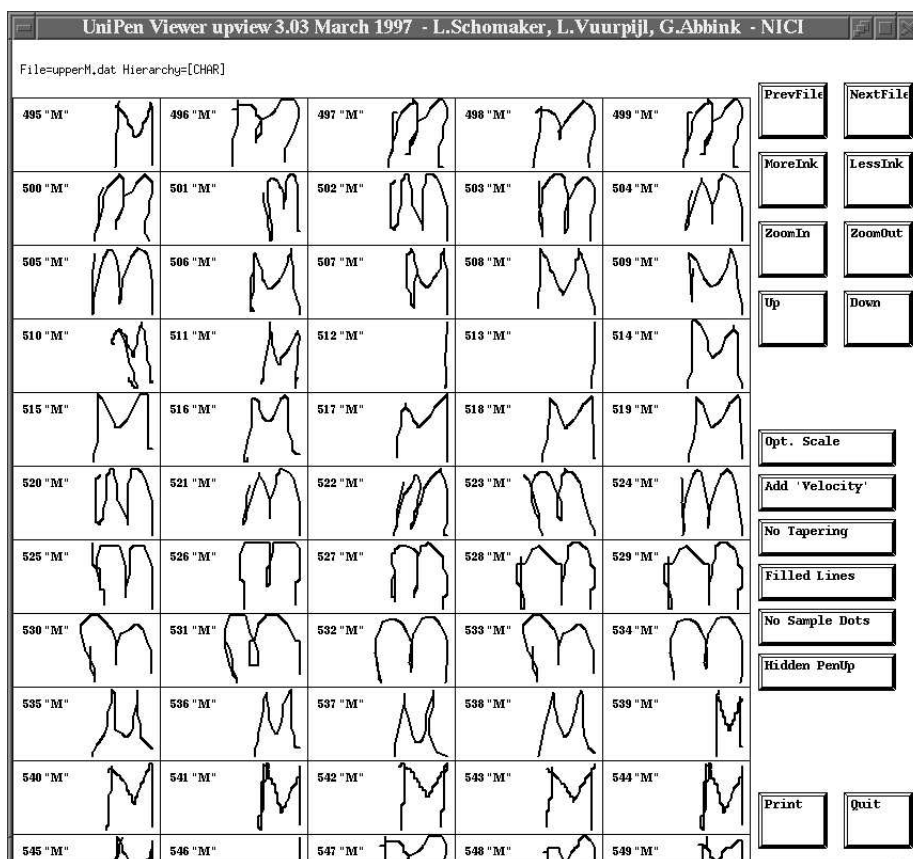 UniPen Viewer upview 3.03 March 1997 - L.Schomaker, L.Vuurpijl, G.Abbink - NICI
File=upperM.dat Hierarchy=[CHAR]
PrevFile NextFile
495 "M" 496 "M" 497 "M" 498 "M" 499 "M"
MoreInk LessInk
500 "M" 501 "M" 502 "M" 503 "M" 504 "M"
ZoomIn ZoomOut
505 "M" 506 "M" 507 "M" 508 "M" 509 "M"
Up Down
510 "M" 511 "M" 512 "M" 513 "M" 514 "M"
515 "M" 516 "M" 517 "M" 518 "M" 519 "M"
Opt. Scale
520 "M" 521 "M" 522 "M" 523 "M" 524 "M"
Add 'Velocity'
No Tapering
525 "M" 526 "M" 527 "M" 528 "M" 529 "M"
Filled Lines
No Sample Dots
530 "M" 531 "M" 532 "M" 533 "M" 534 "M"
Hidden PenUp
535 "M" 536 "M" 537 "M" 538 "M" 539 "M"
540 "M" 541 "M" 542 "M" 543 "M" 544 "M"
Print Quit
545 "M" 546 "M" 547 "M" 548 "M" 549 "M"